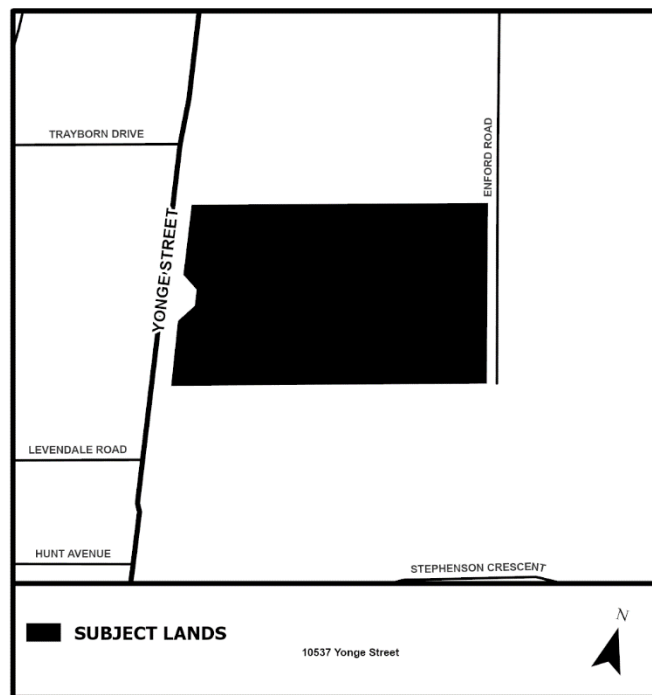 TRAYBORN DRIVE
ENFORD ROAD
YONGE STREET
LEVENDALE ROAD
HUNT AVENUE
STEPHENSON CRESCENT
SUBJECT LANDS
10537 Yonge Street
N